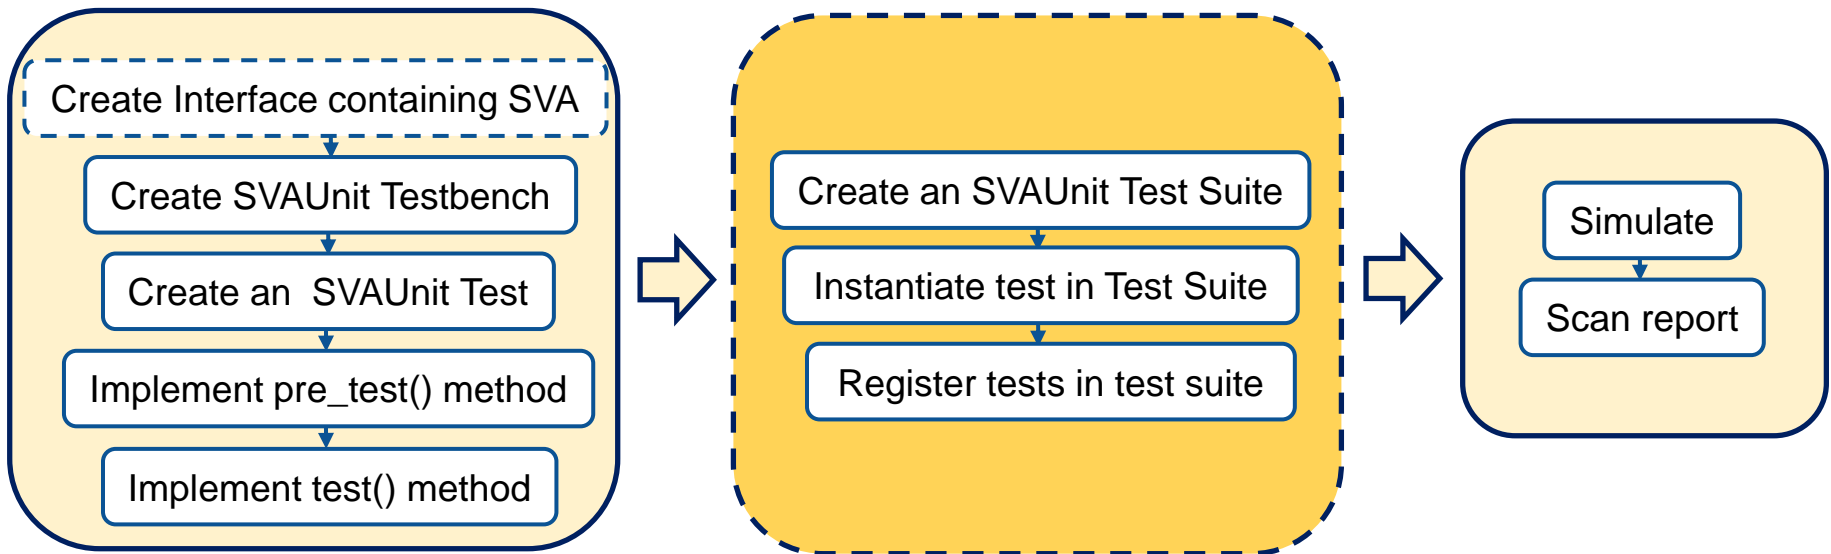 Create Interface containing SVA
Create SVAUnit Testbench
Create an  SVAUnit Test
Implement pre_test() method
Implement test() method
Create an SVAUnit Test Suite
Instantiate test in Test Suite
Register tests in test suite
Simulate
Scan report